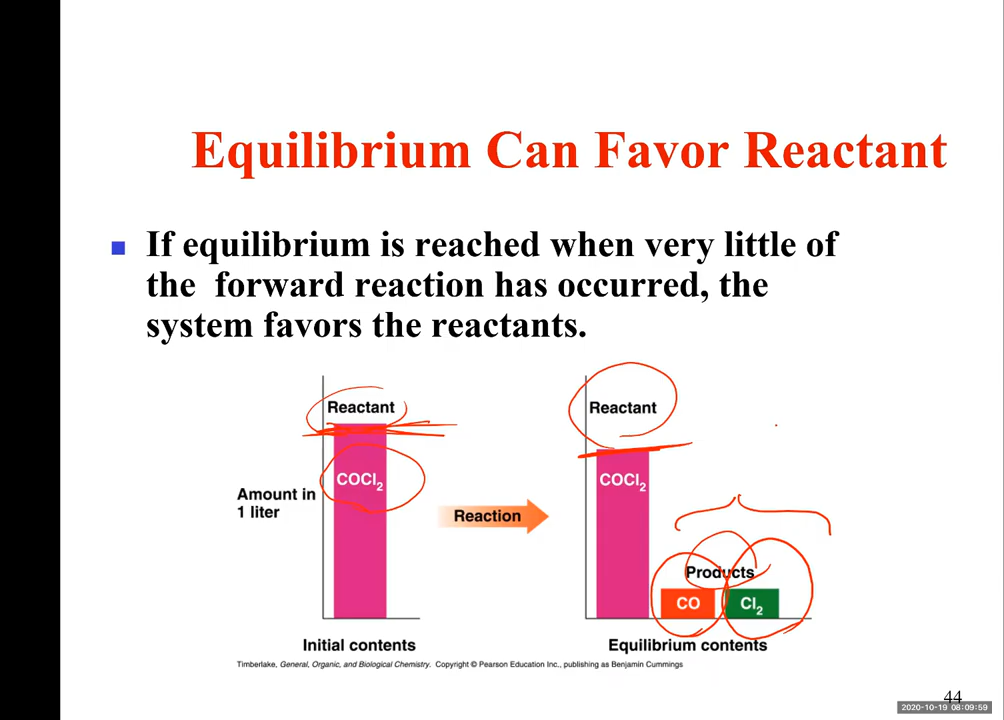 Equilibrium Can Favor Reactant
If equilibrium is reached when very little of
the forward reaction has occurred, the
system favors the reactants.
Reactant
COCl₂
Amount in
1 liter
Initial contents
Reaction
Reactant
COCl₂
Products
CO
Cl₂
Equilibrium contents
Timberlake, General, Organic, and Biological Chemistry. Copyright © Pearson Education Inc., publishing as Benjamin Cummings
44
2020-10-19 08:09:59